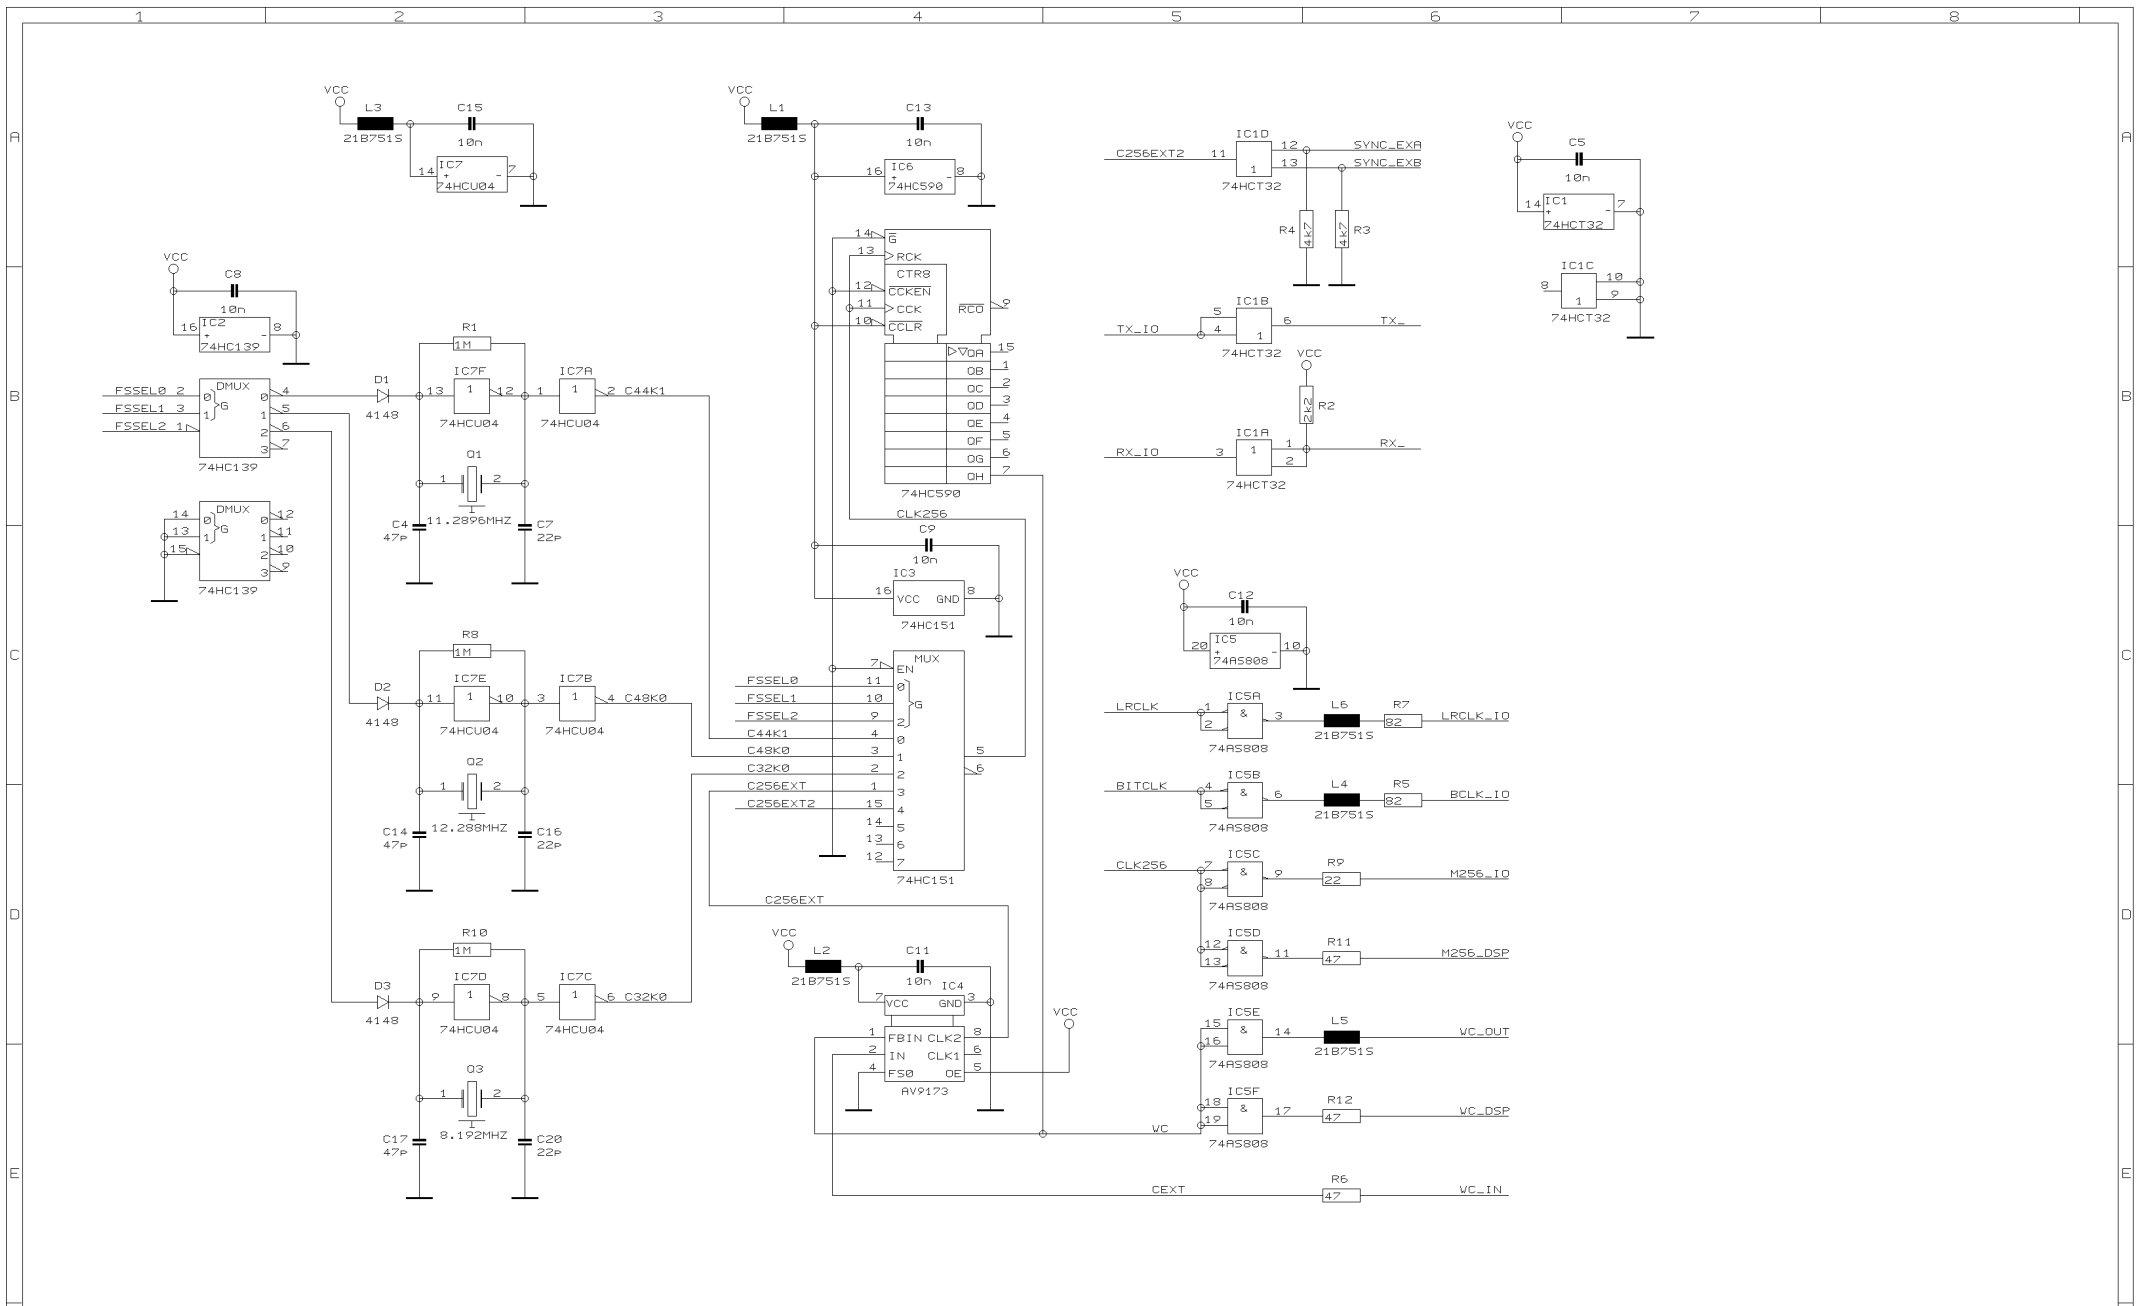 1 2 3 4 5 6 7 8
A A
B B
C C
D D
E E
VCC
L3
21B751S
C15
10n
IC7
14 + - 7
74HCU04
VCC
L1
21B751S
C13
10n
IC6
16 + - 8
74HC590
C256EXT2 11
IC1D
1
74HCT32
12 SYNC_EXA
13 SYNC_EXB
R4 4k7
4k7 R3
VCC
C5
10n
IC1
14 + - 7
74HCT32
IC1C
8 1 10
9
74HCT32
VCC
C8
10n
IC2
16 + - 8
74HC139
FSSEL0 2
FSSEL1 3
FSSEL2 1
DMUX
0 G 0 4
1 1 5
2 6
3 7
74HC139
DMUX
14 0 G 0 12
13 1 1 11
15 2 10
3 9
74HC139
D1
4148
R1
1M
IC7F
13 1 12
74HCU04
IC7A
1 1 2 C44K1
74HCU04
Q1
1 2
11.2896MHZ
C4
47p
C7
22p
D2
4148
R8
1M
IC7E
11 1 10
74HCU04
IC7B
3 1 4 C48K0
74HCU04
Q2
1 2
12.288MHZ
C14
47p
C16
22p
D3
4148
R10
1M
IC7D
9 1 8
74HCU04
IC7C
5 1 6 C32K0
74HCU04
Q3
1 2
8.192MHZ
C17
47p
C20
22p
14 G
13 RCK
CTR8
12 CCKEN
11 CCK
10 CCLR
RCO 9
QA 15
QB 1
QC 2
QD 3
QE 4
QF 5
QG 6
QH 7
74HC590
CLK256
C9
10n
IC3
16 VCC GND 8
74HC151
MUX
7 EN
FSSEL0 11 0
FSSEL1 10 G
FSSEL2 9 2
C44K1 4 0
C48K0 3 1 5
C32K0 2 2 6
C256EXT 1 3
C256EXT2 15 4
14 5
13 6
12 7
74HC151
C256EXT
VCC
L2
21B751S
C11
10n
IC4
7 VCC GND 3
1 FBIN CLK2 8
2 IN CLK1 6
4 FS0 OE 5
AV9173
VCC
WC
CEXT
TX_IO
IC1B
5
4 1 6 TX_
74HCT32
VCC
2k2 R2
RX_IO 3
IC1A
1 1 RX_
2
74HCT32
VCC
C12
10n
IC5
20 + - 10
74AS808
LRCLK
IC5A
1 & 3
2
74AS808
L6
21B751S
R7
82
LRCLK_IO
BITCLK
IC5B
4 & 6
5
74AS808
L4
21B751S
R5
82
BCLK_IO
CLK256
IC5C
7 & 9
8
74AS808
R9
22
M256_IO
IC5D
12 & 11
13
74AS808
R11
47
M256_DSP
IC5E
15 & 14
16
74AS808
L5
21B751S
WC_OUT
IC5F
18 & 17
19
74AS808
R12
47
WC_DSP
R6
47
WC_IN